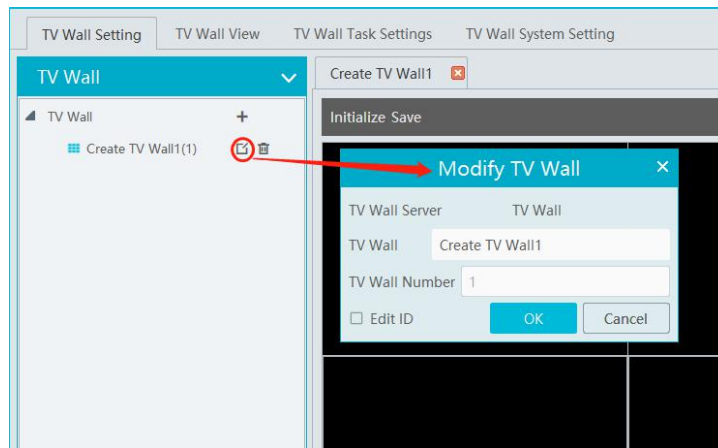 TV Wall Setting TV Wall View TV Wall Task Settings TV Wall System Setting
TV Wall
Create TV Wall1
TV Wall
Initialize Save
Create TV Wall1(1)
Modify TV Wall
TV Wall Server TV Wall
TV Wall Create TV Wall1
TV Wall Number 1
Edit ID OK Cancel